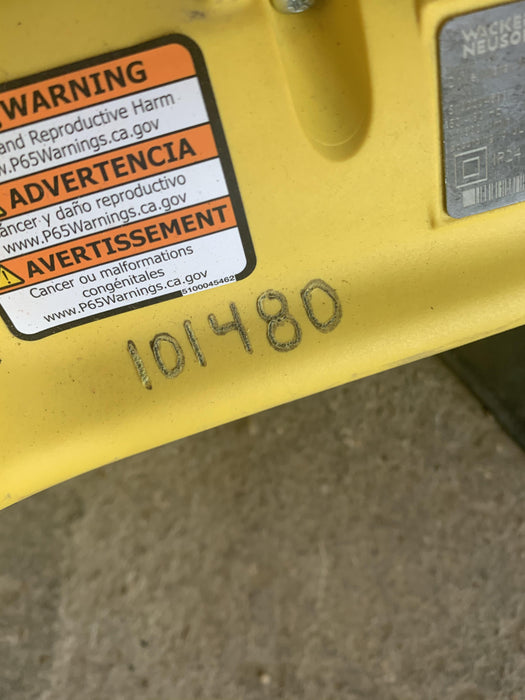 WARNING
and Reproductive Harm
w.P65Warnings.ca.gov
ADVERTENCIA
áncer y daño reproductivo
www.P65Warnings.ca.gov
AVERTISSEMENT
Cancer ou malformations
congénitales
www.P65Warnings.ca.gov
5100045462
101480
WACKE
NEUSO